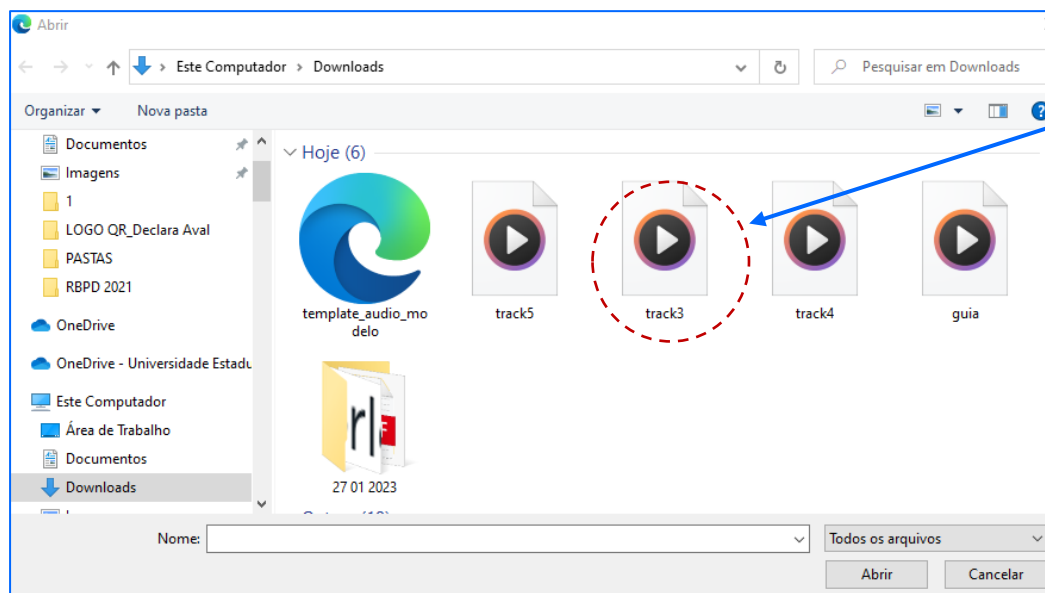 Abrir
Este Computador > Downloads
Pesquisar em Downloads
Organizar
Nova pasta
Documentos
Imagens
1
LOGO QR_Declara Aval
PASTAS
RBPD 2021
OneDrive
OneDrive - Universidade Estadu
Este Computador
Área de Trabalho
Documentos
Downloads
Hoje (6)
template_audio_mo
delo
track5
track3
track4
guia
27 01 2023
Nome:
Todos os arquivos
Abrir
Cancelar